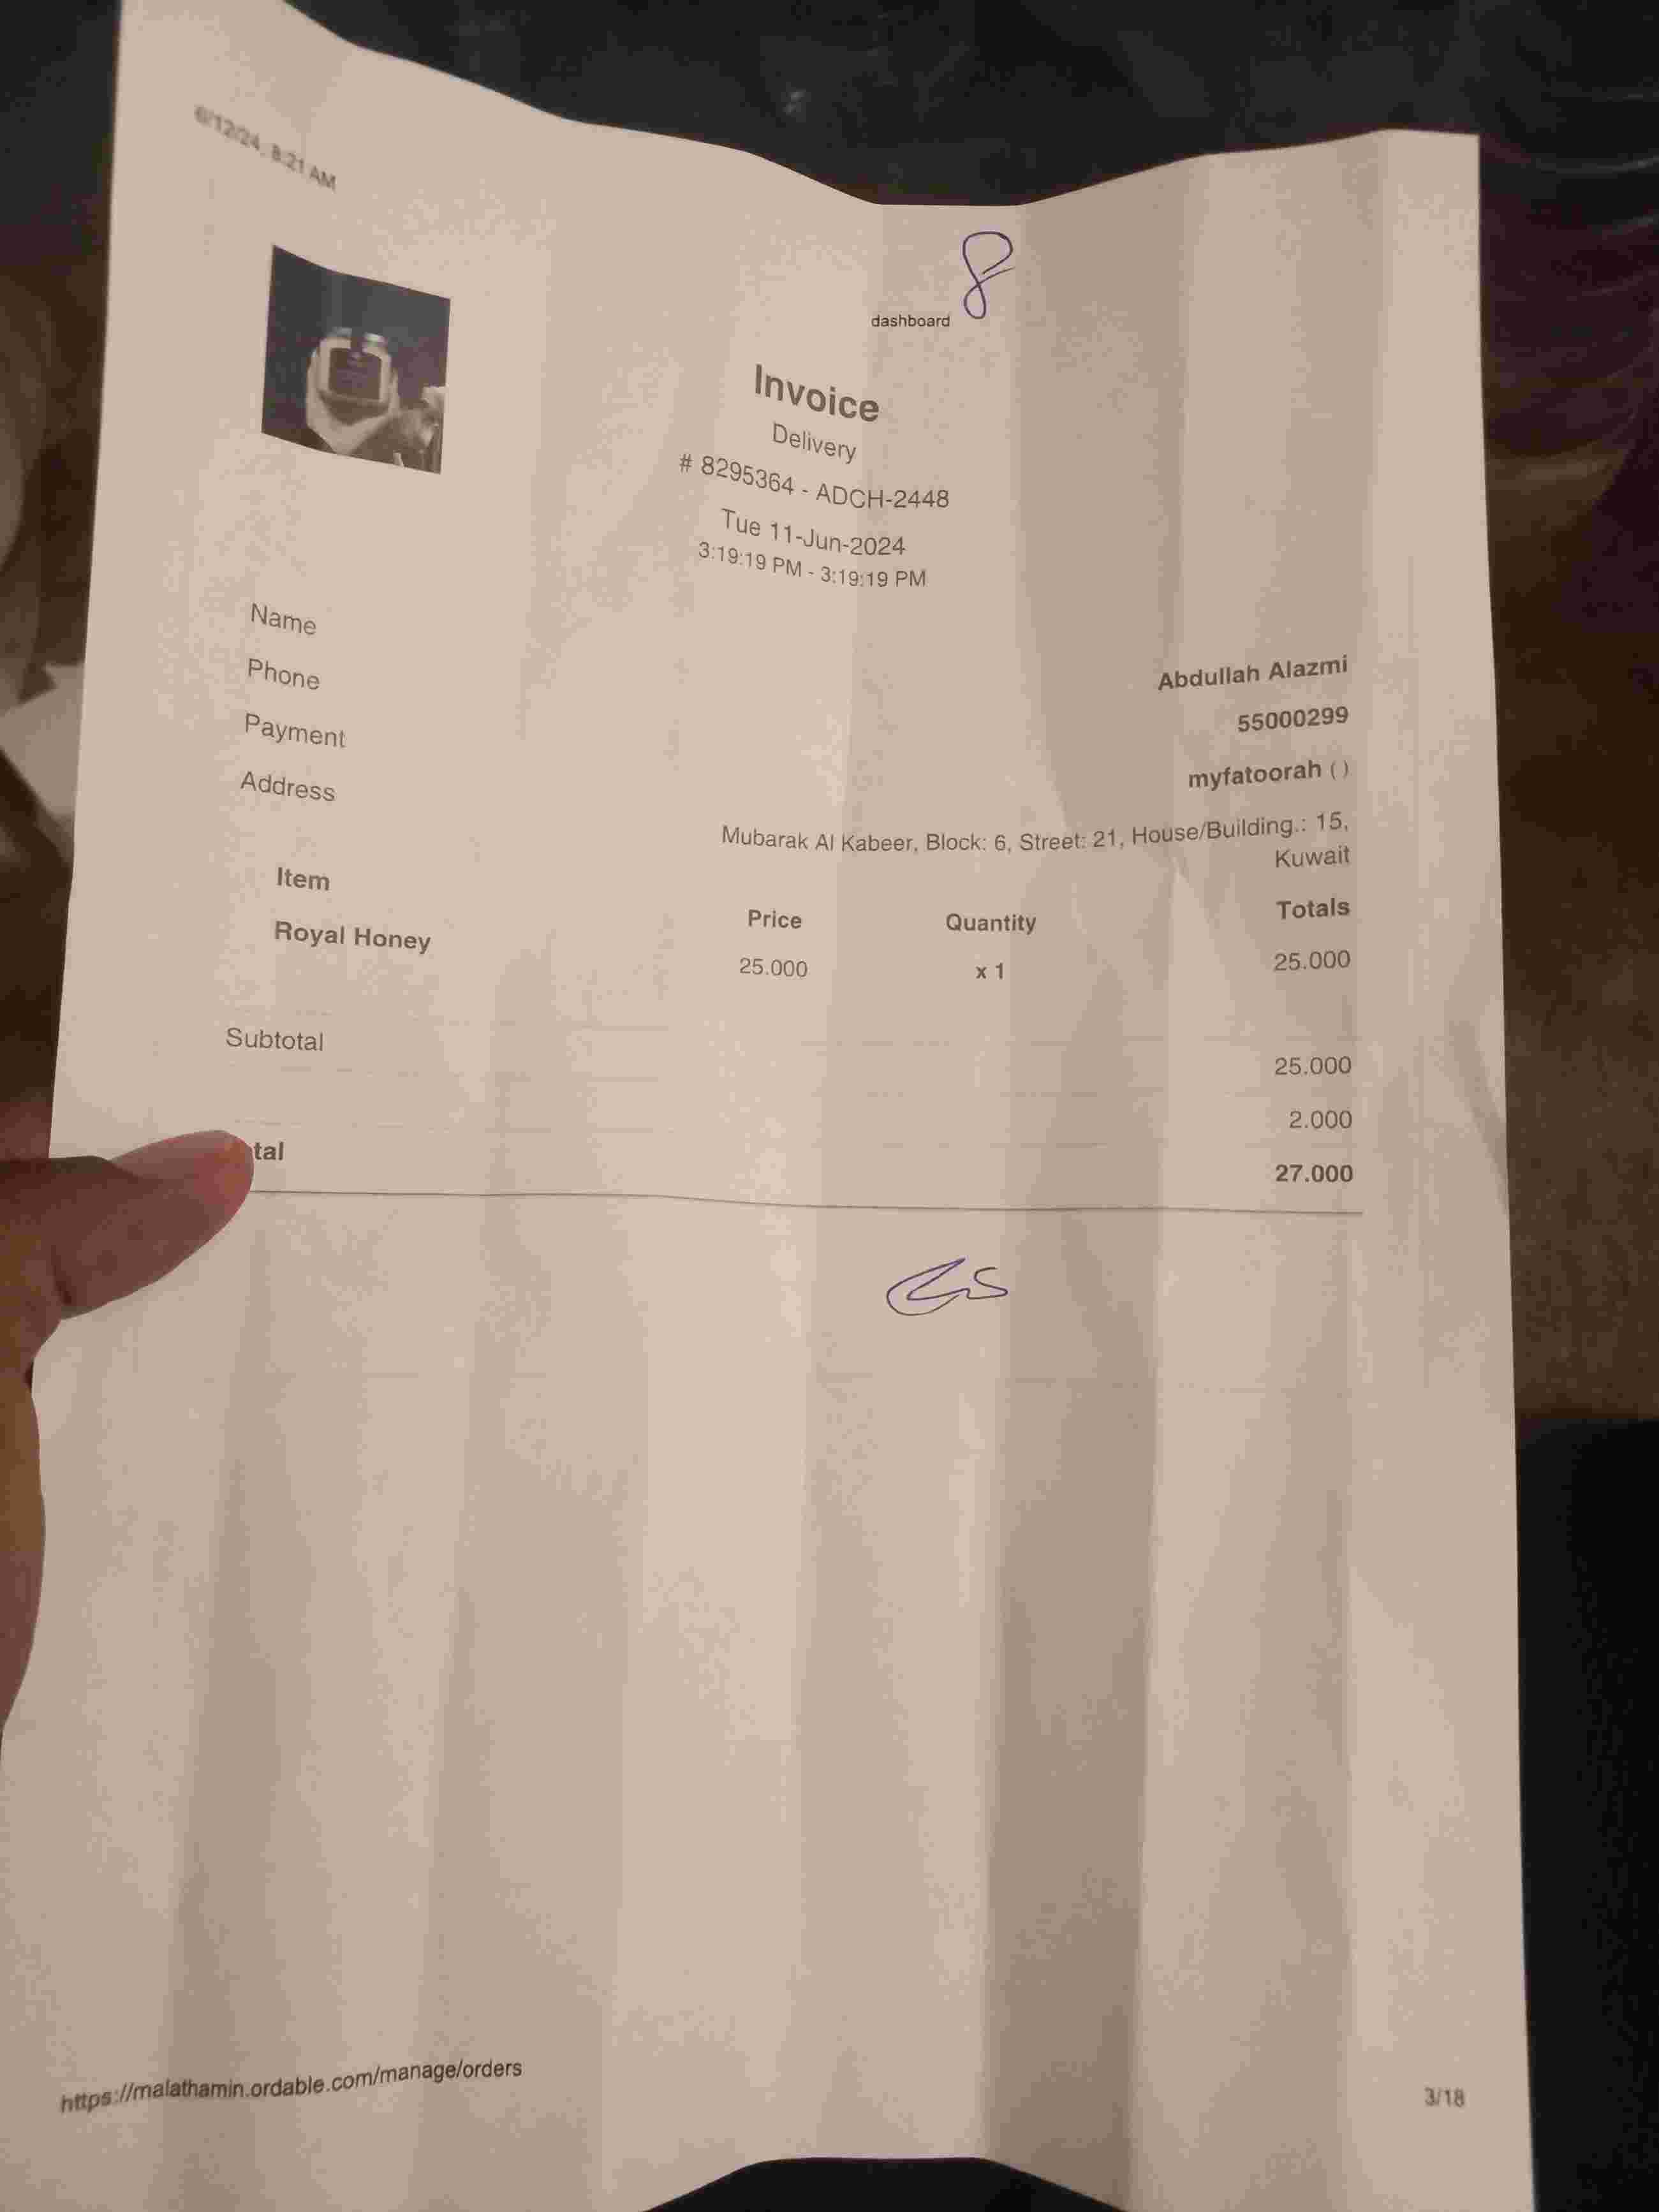 6/12/24, 8:21 AM
8
dashboard
Invoice
Delivery
# 8295364 - ADCH-2448
Tue 11-Jun-2024
3:19:19 PM - 3:19:19 PM
Name Abdullah Alazmi
Phone 55000299
Payment myfatoorah ( )
Address Mubarak Al Kabeer, Block: 6, Street: 21, House/Building.: 15,
Kuwait
Item Price Quantity Totals
Royal Honey 25.000 x 1 25.000
Subtotal 25.000
2.000
tal 27.000
https://malathamin.ordable.com/manage/orders 3/18